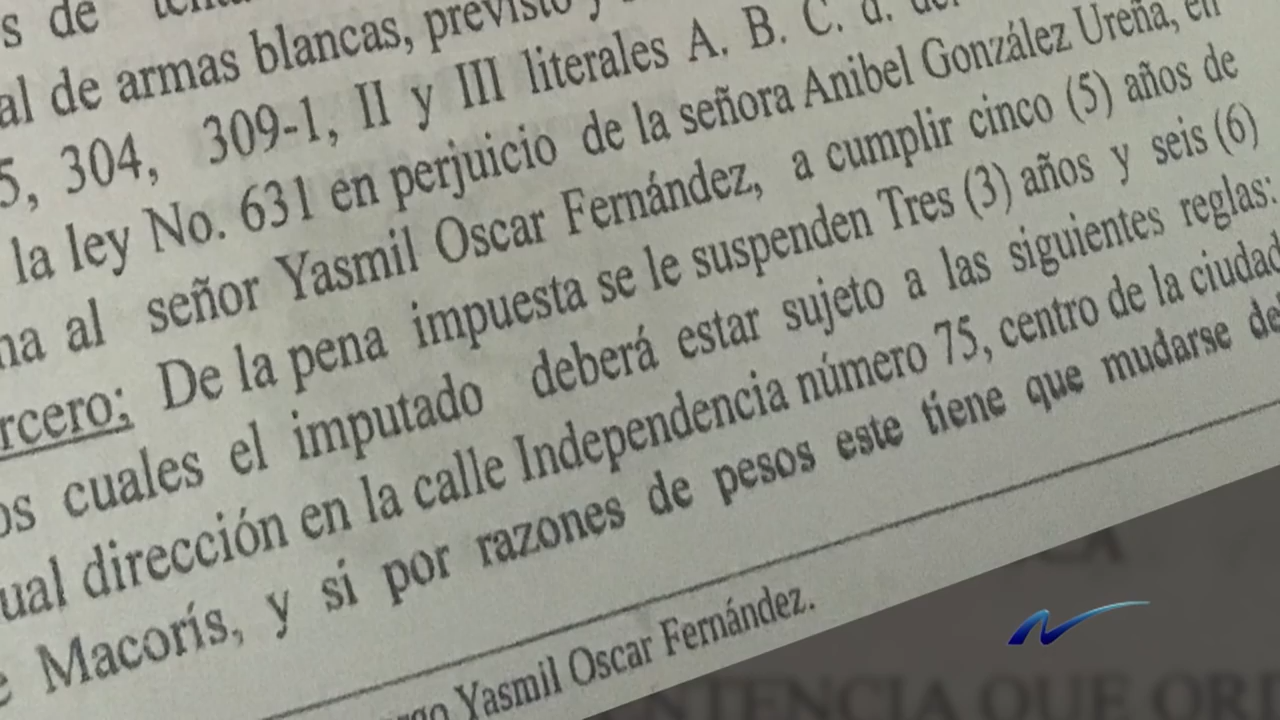 s de
al de armas blancas, previsto y
5, 304, 309-1, II y III literales A. B. C. d.
la ley No. 631 en perjuicio de la señora Anibel González Ureña, en
na al señor Yasmil Oscar Fernández, a cumplir cinco (5) años de
rcero: De la pena impuesta se le suspenden Tres (3) años y seis (6)
os cuales el imputado deberá estar sujeto a las siguientes reglas:
ual dirección en la calle Independencia número 75, centro de la ciudad
e Macorís, y si por razones de pesos este tiene que mudarse de
Yasmil Oscar Fernández.
NTENCIA QUE ORD